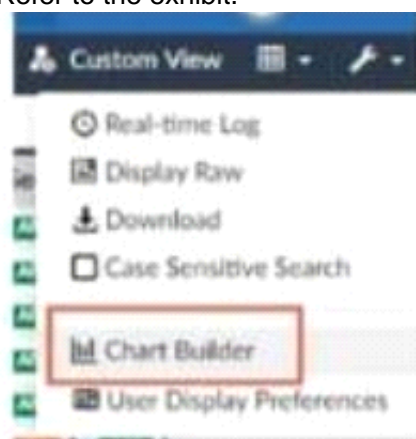 Refer to the exhibit.
Custom View
Real-time Log
Display Raw
Download
Case Sensitive Search
Chart Builder
User Display Preferences